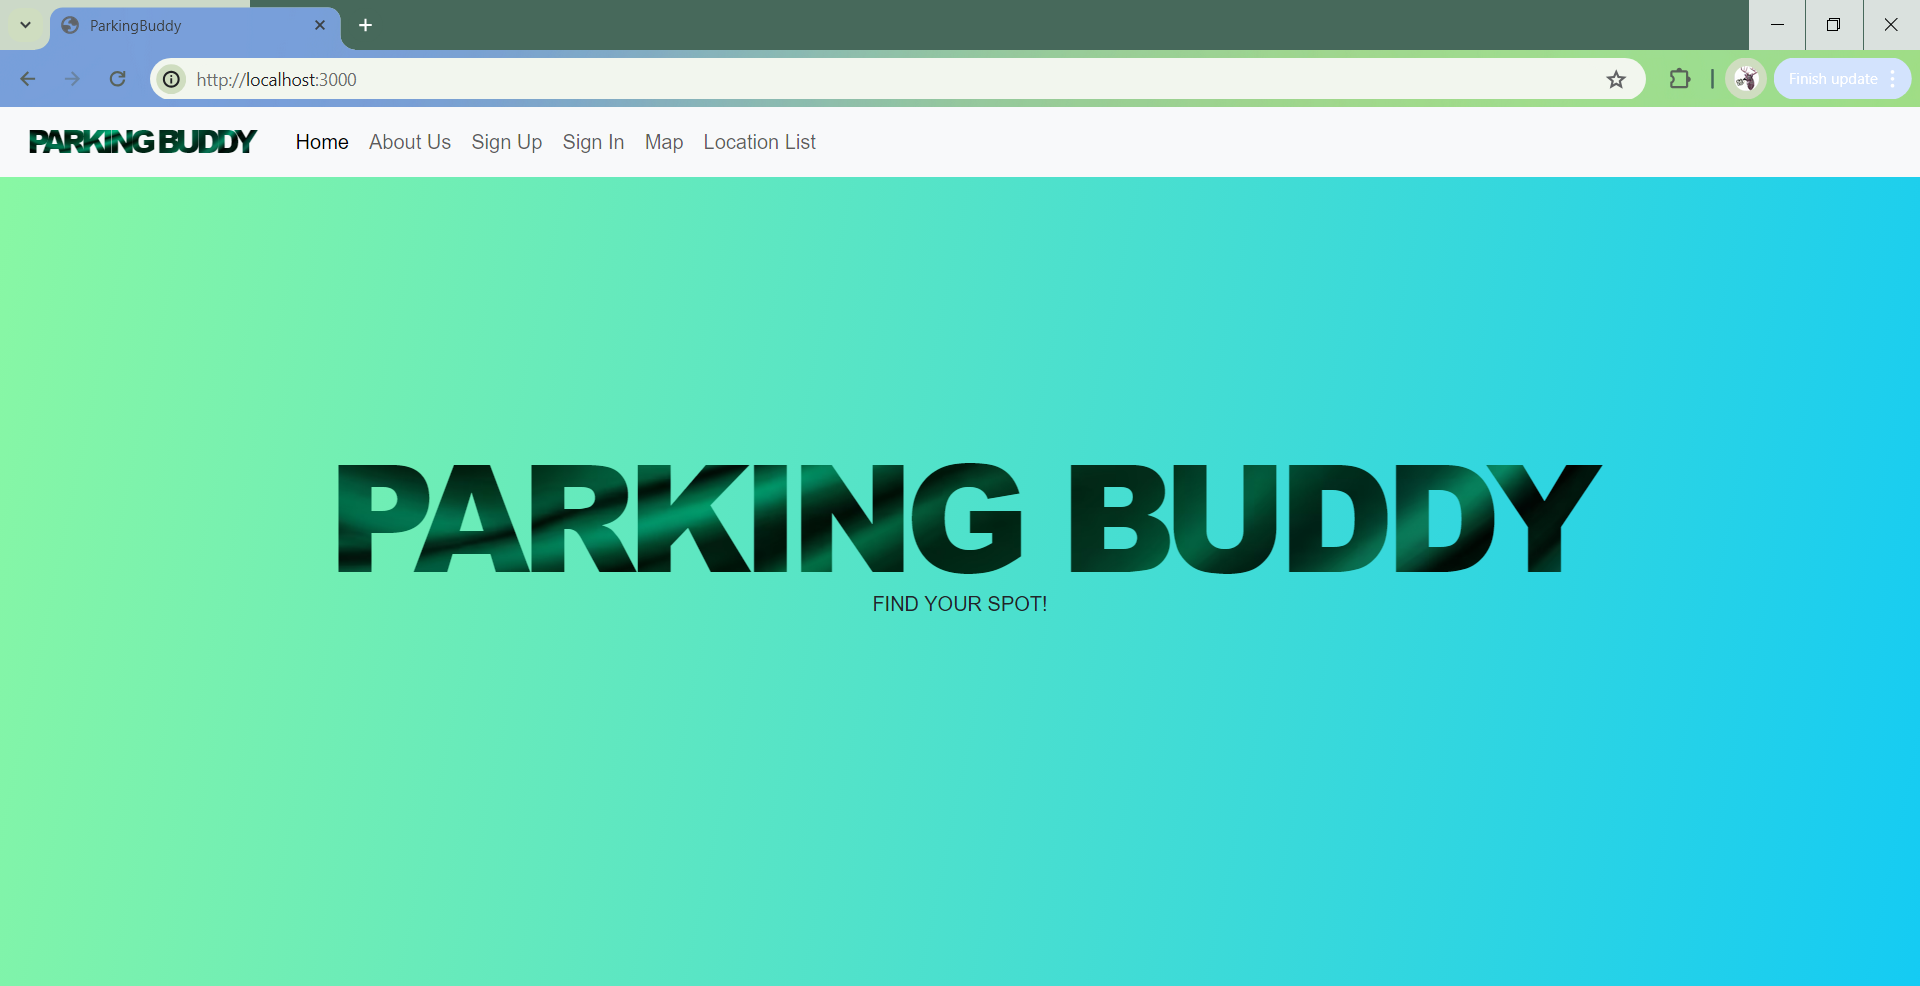 ParkingBuddy
http://localhost:3000
Finish update
PARKING BUDDY Home About Us Sign Up Sign In Map Location List
PARKING BUDDY
FIND YOUR SPOT!